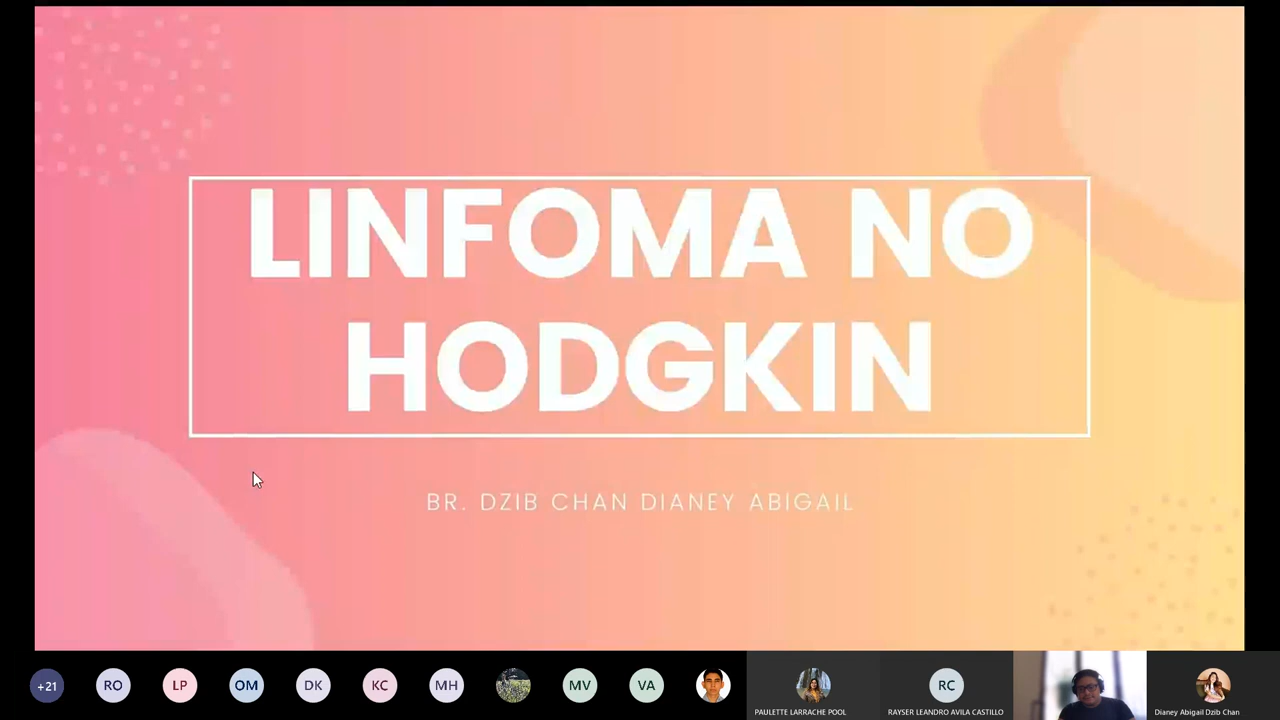 LINFOMA NO
HODGKIN
BR. DZIB CHAN DIANEY ABIGAIL
+21
RO
LP
OM
DK
KC
MH
MV
VA
RC
PAULETTE LARRACHE POOL
RAYSER LEANDRO AVILA CASTILLO
Dianey Abigail Dzib Chan